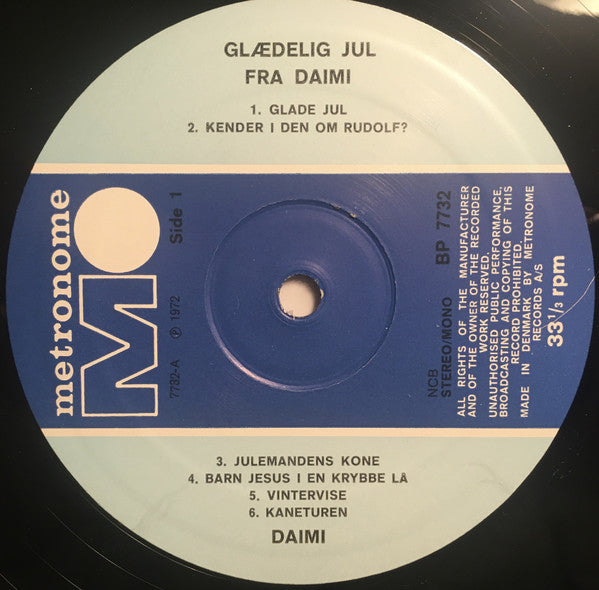 GLÆDELIG JUL
FRA DAIMI
1. GLADE JUL
2. KENDER I DEN OM RUDOLF?
metronome
Side 1
7732-A ℗ 1972
NCB
STEREO/MONO BP 7732
ALL RIGHTS OF THE MANUFACTURER
AND OF THE OWNER OF THE RECORDED
WORK RESERVED.
UNAUTHORISED PUBLIC PERFORMANCE,
BROADCASTING AND COPYING OF THIS
RECORD PROHIBITED.
MADE IN DENMARK BY METRONOME
RECORDS A/S
33 1/3 rpm
3. JULEMANDENS KONE
4. BARN JESUS I EN KRYBBE LÅ
5. VINTERVISE
6. KANETUREN
DAIMI